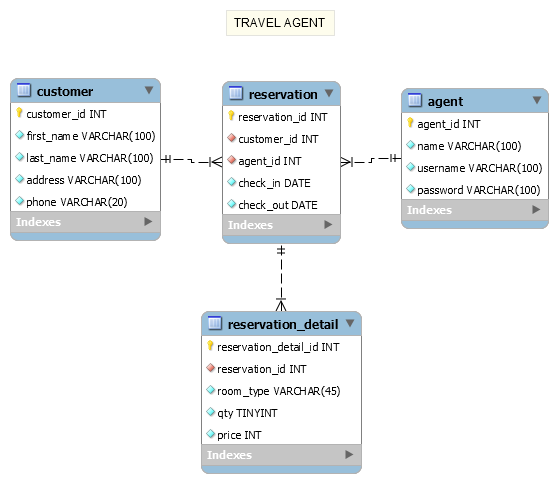 TRAVEL AGENT
customer
customer_id INT
first_name VARCHAR(100)
last_name VARCHAR(100)
address VARCHAR(100)
phone VARCHAR(20)
Indexes
reservation
reservation_id INT
customer_id INT
agent_id INT
check_in DATE
check_out DATE
Indexes
agent
agent_id INT
name VARCHAR(100)
username VARCHAR(100)
password VARCHAR(100)
Indexes
reservation_detail
reservation_detail_id INT
reservation_id INT
room_type VARCHAR(45)
qty TINYINT
price INT
Indexes